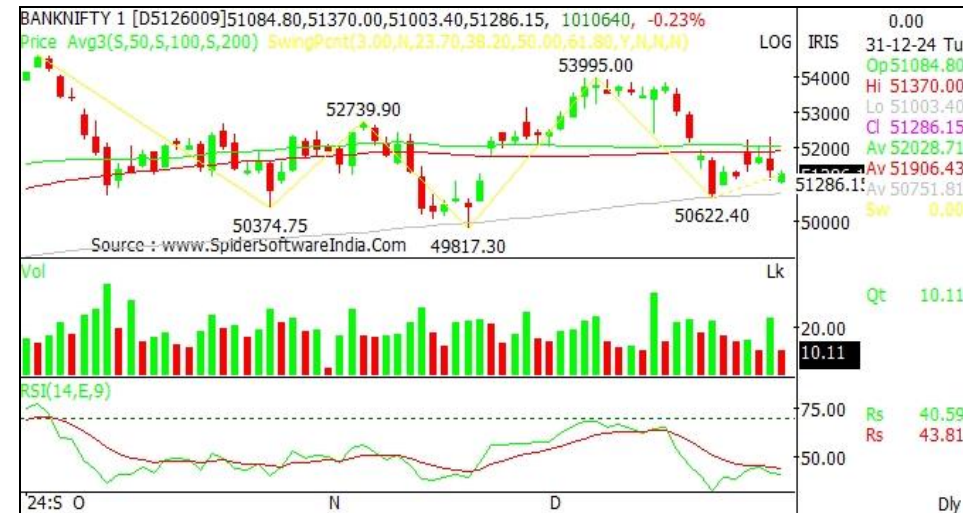 BANKNIFTY 1 [D5126009]51084.80,51370.00,51003.40,51286.15, 1010640, -0.23%
Price Avg3(S,50,S,100,S,200) SwingPcnt(3.00,N,23.70,38.20,50.00,61.80,Y,N,N,N) LOG IRIS
0.00
31-12-24 Tu
Op51084.80
Hi 51370.00
Lo 51003.40
Cl 51286.15
Av 52028.71
Av 51906.43
Av 50751.81
Sw 0.00
54000
53000
52000
51286.15
50000
53995.00
52739.90
50374.75
49817.30
50622.40
Source : www.SpiderSoftwareIndia.Com
Vol Lk
Qt 10.11
20.00
10.11
RSI(14,E,9)
75.00
50.00
Rs 40.59
Rs 43.81
'24:S O N D Dly